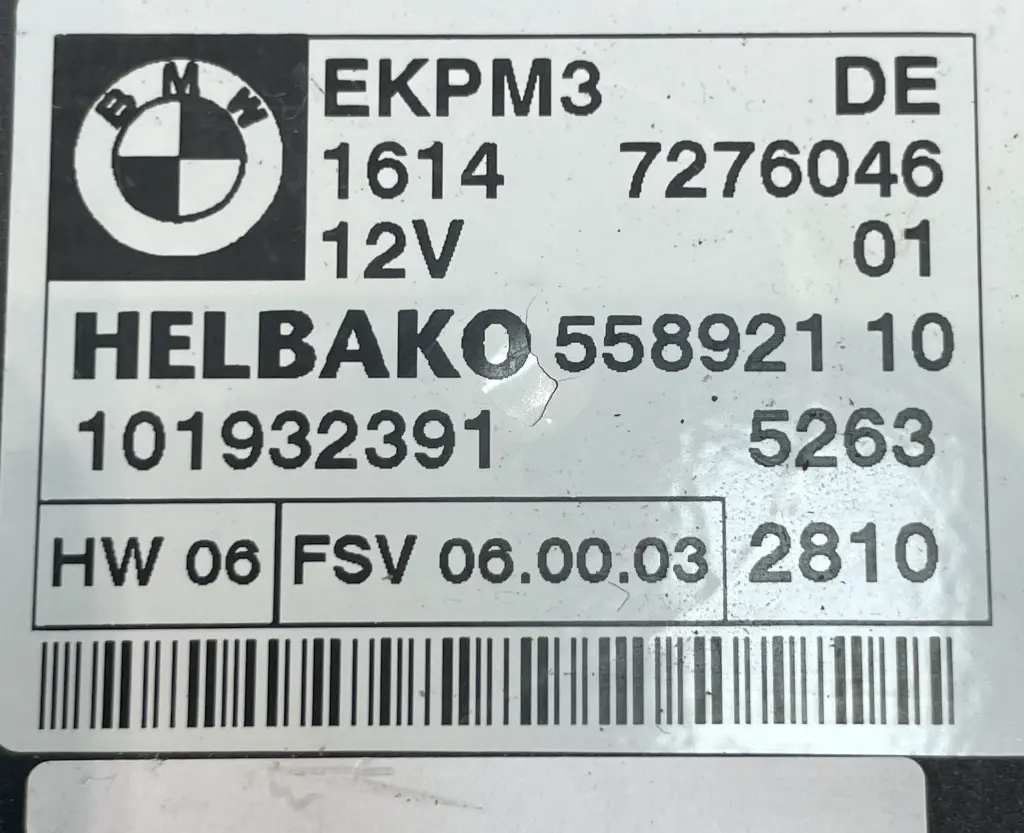 BMW
EKPM3 DE
1614 7276046
12V 01
HELBAKO 558921 10
101932391 5263
HW 06 FSV 06.00.03 2810